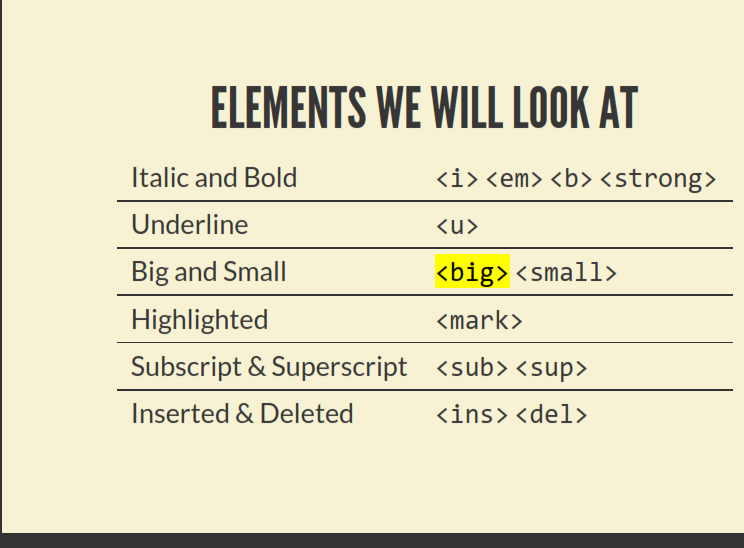 ELEMENTS WE WILL LOOK AT
Italic and Bold <i> <em> <b> <strong>
Underline <u>
Big and Small <big> <small>
Highlighted <mark>
Subscript & Superscript <sub> <sup>
Inserted & Deleted <ins> <del>